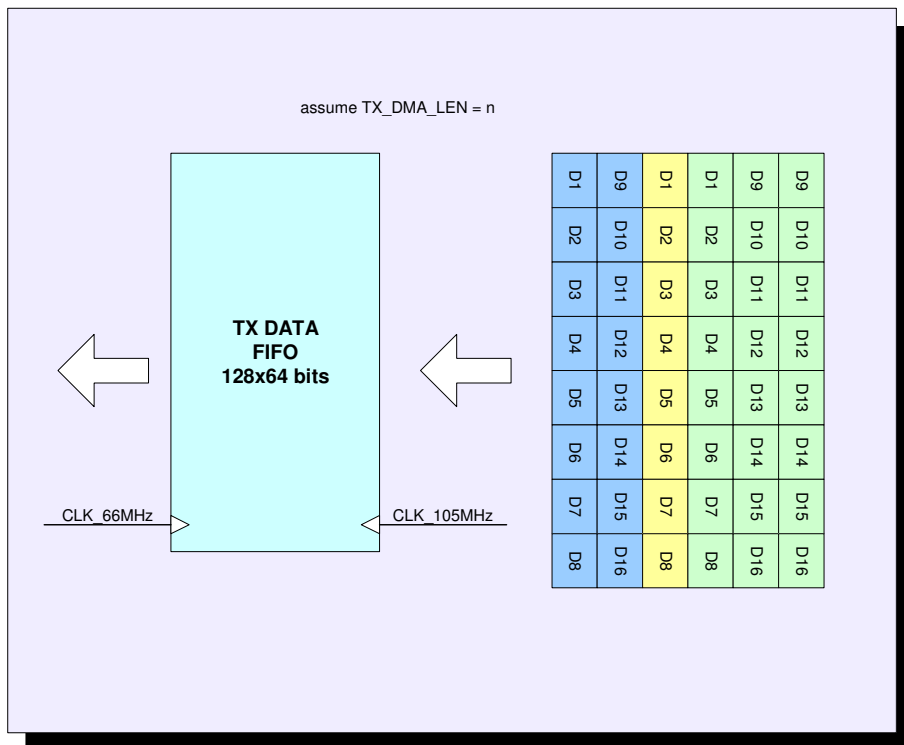 assume TX_DMA_LEN = n
TX DATA
FIFO
128x64 bits
CLK_66MHz
CLK_105MHz
D1 D9 D1 D1 D9 D9
D2 D10 D2 D2 D10 D10
D3 D11 D3 D3 D11 D11
D4 D12 D4 D4 D12 D12
D5 D13 D5 D5 D13 D13
D6 D14 D6 D6 D14 D14
D7 D15 D7 D7 D15 D15
D8 D16 D8 D8 D16 D16